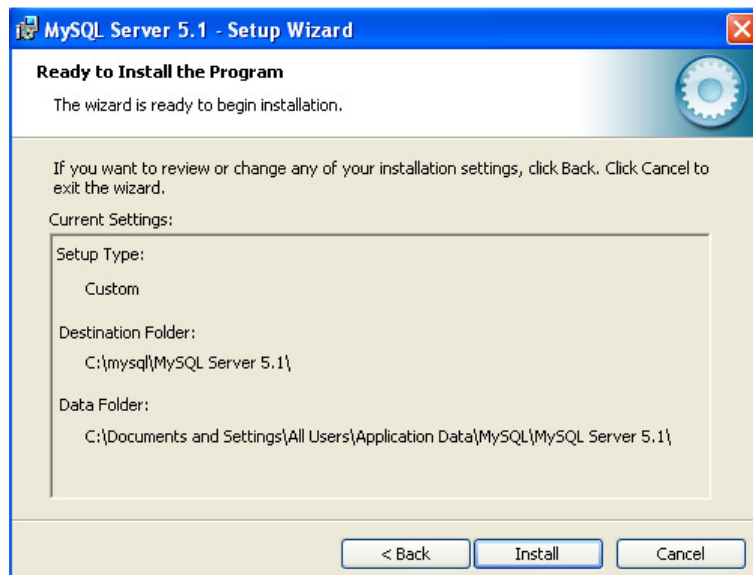 MySQL Server 5.1 - Setup Wizard
Ready to Install the Program
The wizard is ready to begin installation.
If you want to review or change any of your installation settings, click Back. Click Cancel to
exit the wizard.
Current Settings:
Setup Type:
Custom
Destination Folder:
C:\mysql\MySQL Server 5.1\
Data Folder:
C:\Documents and Settings\All Users\Application Data\MySQL\MySQL Server 5.1\
< Back
Install
Cancel